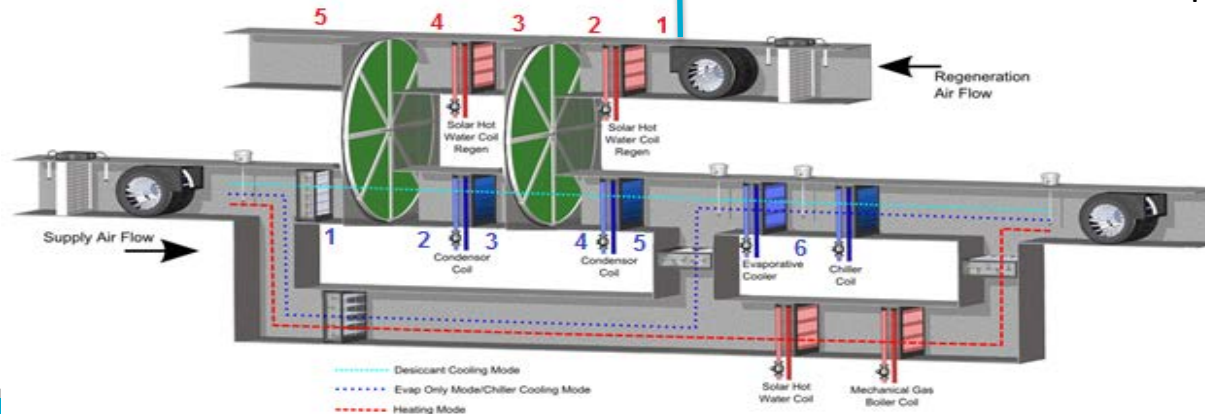 5 4 3 2 1
Regeneration
Air Flow
Solar Hot
Water Coil
Regen
Solar Hot
Water Coil
Regen
Supply Air Flow
1 2 3 4 5 6
Condensor
Coil
Condensor
Coil
Evaporative
Cooler
Chiller
Coil
Solar Hot
Water Coil
Mechanical Gas
Boiler Coil
Desiccant Cooling Mode
Evap Only Mode/Chiller Cooling Mode
Heating Mode